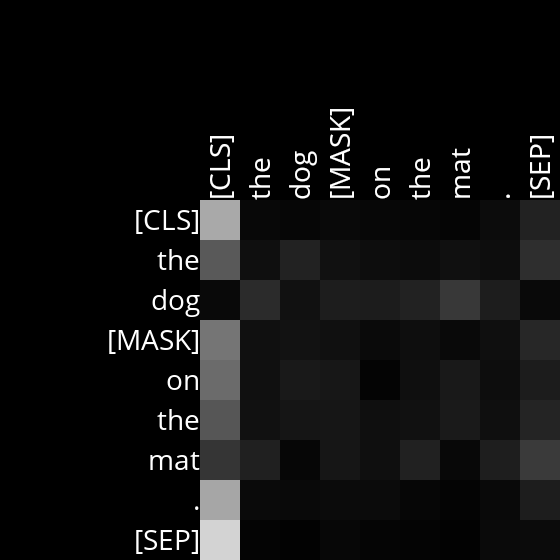 [CLS] the dog [MASK] on the mat . [SEP]
[CLS]
the
dog
[MASK]
on
the
mat
.
[SEP]